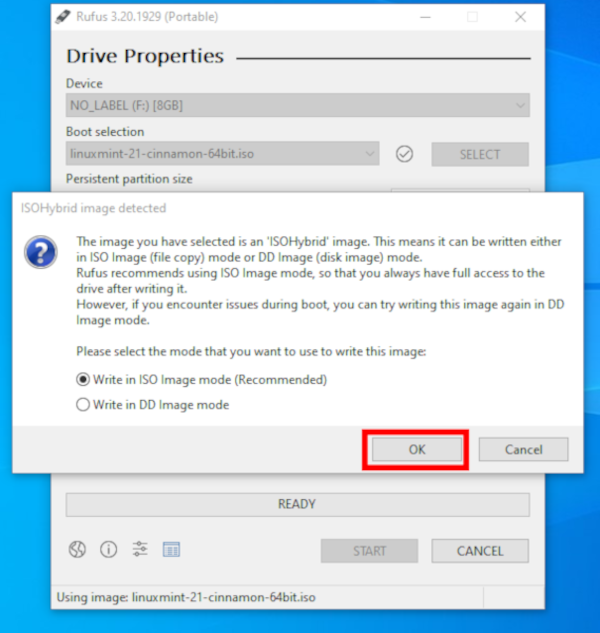 Rufus 3.20.1929 (Portable)
Drive Properties
Device
NO_LABEL (F:) [8GB]
Boot selection
linuxmint-21-cinnamon-64bit.iso
SELECT
Persistent partition size
ISOHybrid image detected
The image you have selected is an 'ISOHybrid' image. This means it can be written either
in ISO Image (file copy) mode or DD Image (disk image) mode.
Rufus recommends using ISO Image mode, so that you always have full access to the
drive after writing it.
However, if you encounter issues during boot, you can try writing this image again in DD
Image mode.
Please select the mode that you want to use to write this image:
Write in ISO Image mode (Recommended)
Write in DD Image mode
OK
Cancel
READY
START
CANCEL
Using image: linuxmint-21-cinnamon-64bit.iso